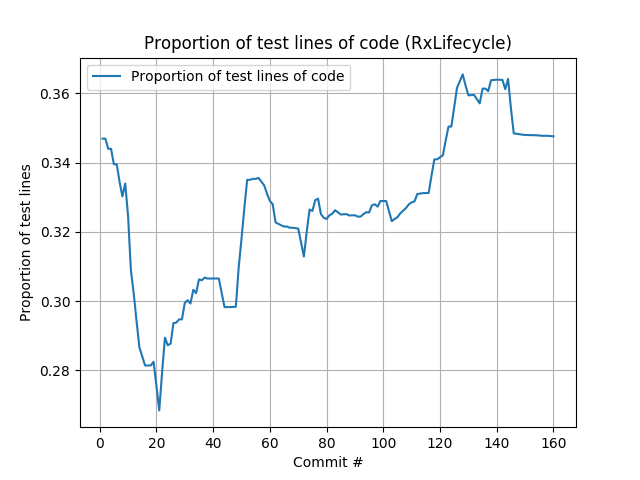 Proportion of test lines of code (RxLifecycle)
Proportion of test lines of code
Proportion of test lines
0.36
0.34
0.32
0.30
0.28
0 20 40 60 80 100 120 140 160
Commit #